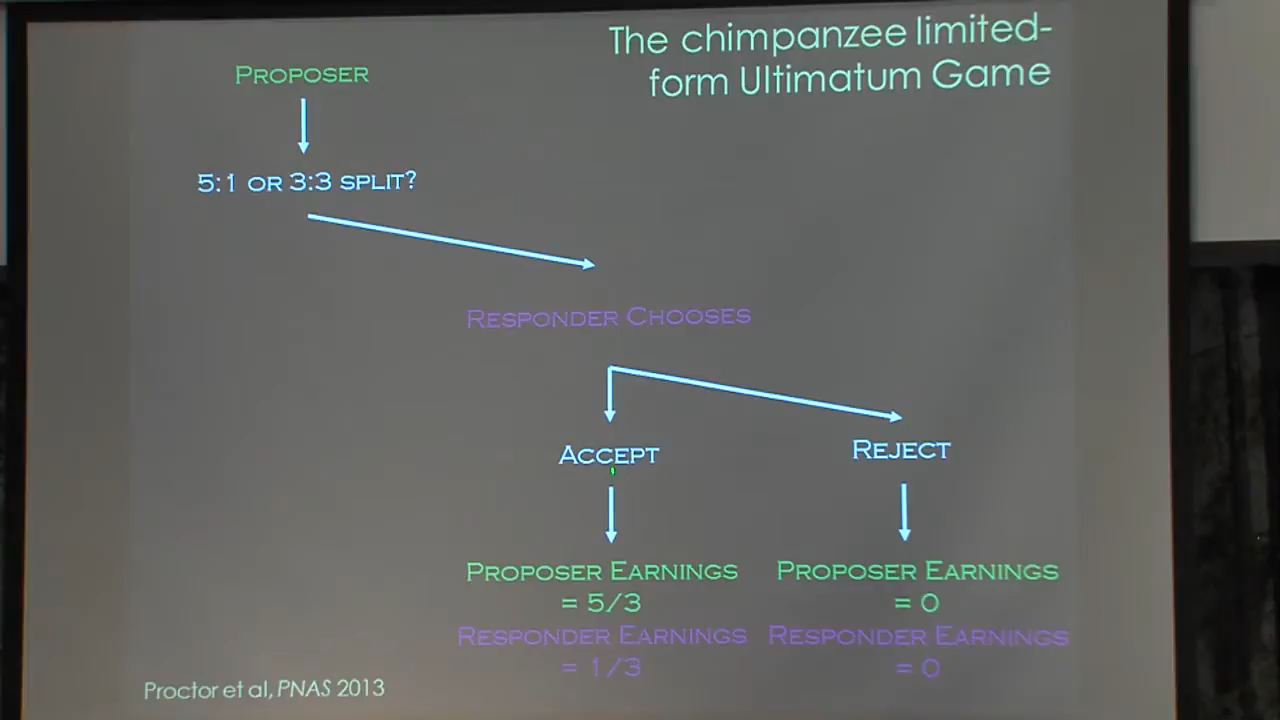 The chimpanzee limited-
form Ultimatum Game
PROPOSER
5:1 OR 3:3 SPLIT?
RESPONDER CHOOSES
ACCEPT
REJECT
PROPOSER EARNINGS
= 5/3
RESPONDER EARNINGS
= 1/3
PROPOSER EARNINGS
= 0
RESPONDER EARNINGS
= 0
Proctor et al, PNAS 2013